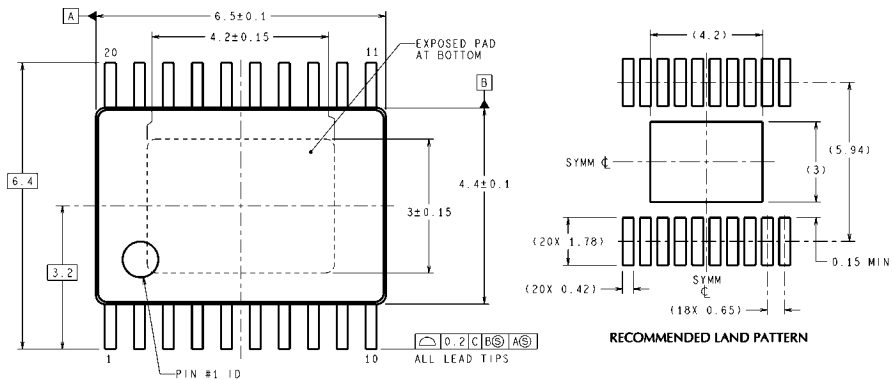 A
6.5±0.1
4.2±0.15
20
11
EXPOSED PAD
AT BOTTOM
B
6.4
3.2
3±0.15
4.4±0.1
1
10
PIN #1 ID
⌓ 0.2 C BⓈ AⓈ
ALL LEAD TIPS
(4.2)
SYMM ℄
(3)
(5.94)
(20X 1.78)
0.15 MIN
(20X 0.42)
SYMM
℄
(18X 0.65)
RECOMMENDED LAND PATTERN